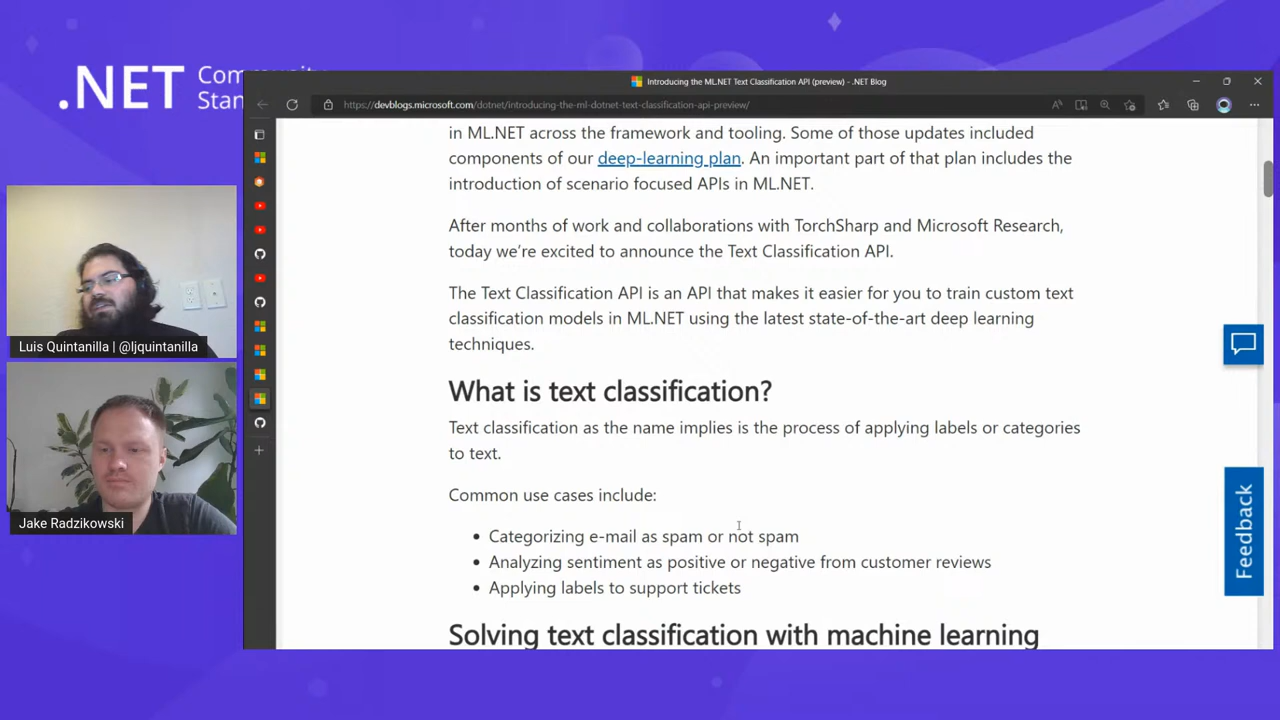 .NET
Com
Stan
Introducing the ML.NET Text Classification API (preview) - .NET Blog
https://devblogs.microsoft.com/dotnet/introducing-the-ml-dotnet-text-classification-api-preview/
in ML.NET across the framework and tooling. Some of those updates included
components of our deep-learning plan. An important part of that plan includes the
introduction of scenario focused APIs in ML.NET.
After months of work and collaborations with TorchSharp and Microsoft Research,
today we're excited to announce the Text Classification API.
The Text Classification API is an API that makes it easier for you to train custom text
classification models in ML.NET using the latest state-of-the-art deep learning
techniques.
What is text classification?
Text classification as the name implies is the process of applying labels or categories
to text.
Common use cases include:
• Categorizing e-mail as spam or not spam
• Analyzing sentiment as positive or negative from customer reviews
• Applying labels to support tickets
Solving text classification with machine learning
Feedback
Luis Quintanilla | @ljquintanilla
Jake Radzikowski